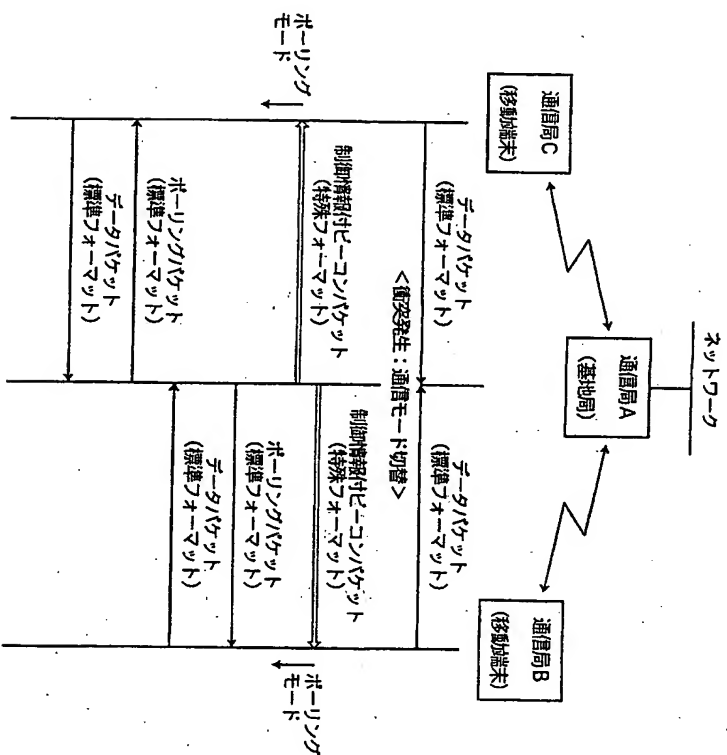 ネットワーク
通信局A
(基地局)
通信局C
(移動端末)
通信局B
(移動端末)
データパケット
(標準フォーマット)
データパケット
(標準フォーマット)
<衝突発生:通信モード切替>
制御情報付ビーコンパケット
(特殊フォーマット)
制御情報付ビーコンパケット
(特殊フォーマット)
ポーリング
モード
ポーリング
モード
ポーリングパケット
(標準フォーマット)
データパケット
(標準フォーマット)
ポーリングパケット
(標準フォーマット)
データパケット
(標準フォーマット)